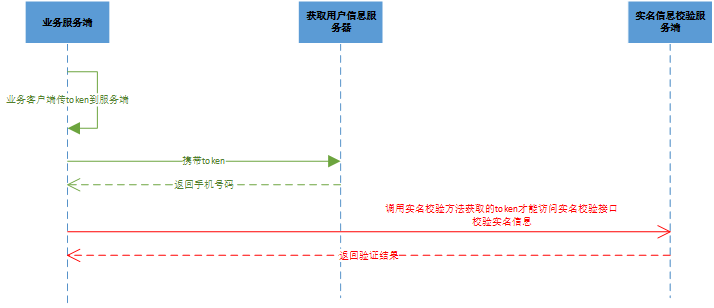 业务服务端
获取用户信息服
务器
实名信息校验服
务端
业务客户端传token到服务端
携带token
返回手机号码
调用实名校验方法获取的token才能访问实名校验接口
校验实名信息
返回验证结果